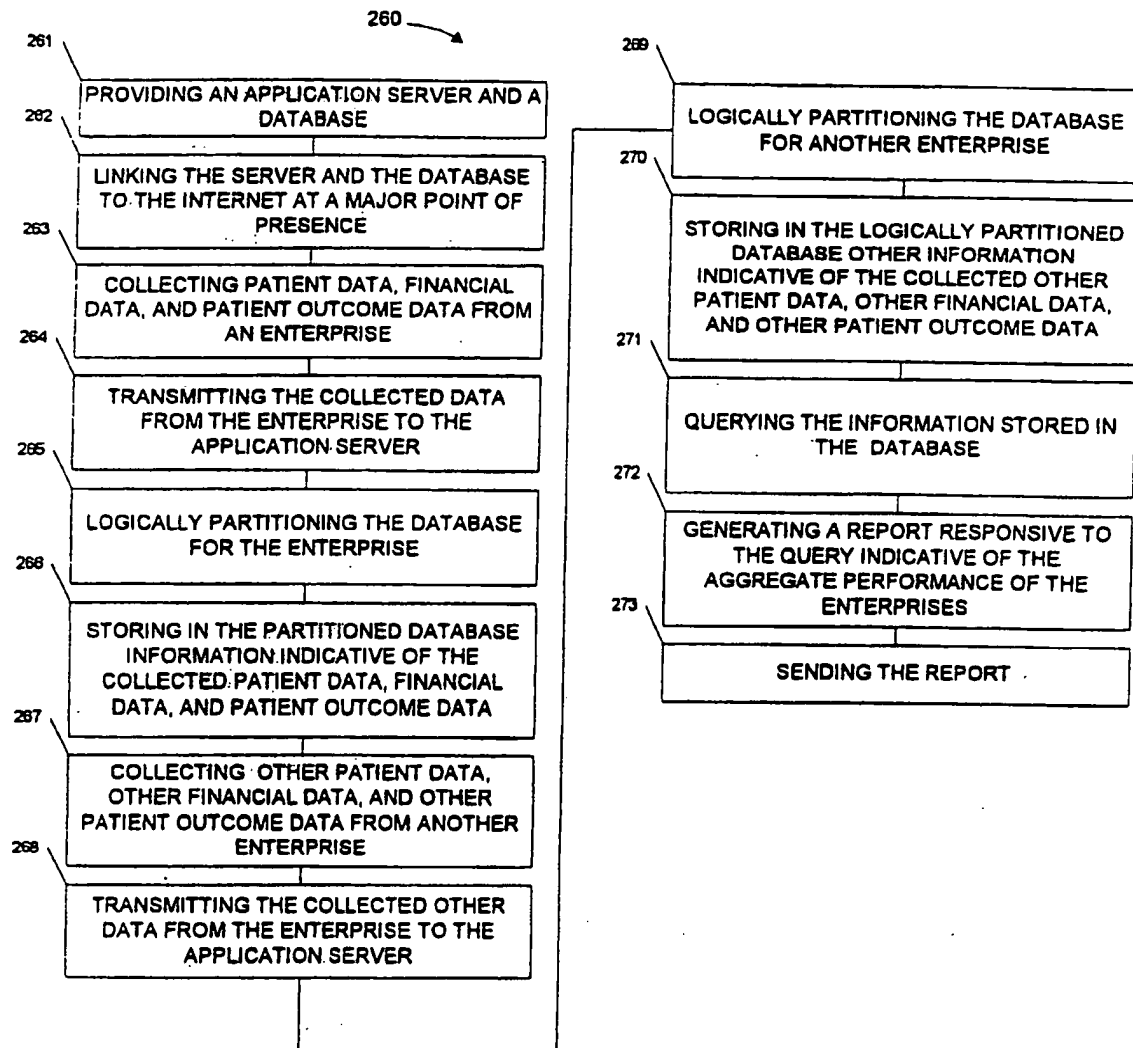 260
261
PROVIDING AN APPLICATION SERVER AND A
DATABASE
262
LINKING THE SERVER AND THE DATABASE
TO THE INTERNET AT A MAJOR POINT OF
PRESENCE
263
COLLECTING PATIENT DATA, FINANCIAL
DATA, AND PATIENT OUTCOME DATA FROM
AN ENTERPRISE
264
TRANSMITTING THE COLLECTED DATA
FROM THE ENTERPRISE TO THE
APPLICATION SERVER
265
LOGICALLY PARTITIONING THE DATABASE
FOR THE ENTERPRISE
266
STORING IN THE PARTITIONED DATABASE
INFORMATION INDICATIVE OF THE
COLLECTED PATIENT DATA, FINANCIAL
DATA, AND PATIENT OUTCOME DATA
267
COLLECTING OTHER PATIENT DATA,
OTHER FINANCIAL DATA, AND OTHER
PATIENT OUTCOME DATA FROM ANOTHER
ENTERPRISE
268
TRANSMITTING THE COLLECTED OTHER
DATA FROM THE ENTERPRISE TO THE
APPLICATION SERVER
269
LOGICALLY PARTITIONING THE DATABASE
FOR ANOTHER ENTERPRISE
270
STORING IN THE LOGICALLY PARTITIONED
DATABASE OTHER INFORMATION
INDICATIVE OF THE COLLECTED OTHER
PATIENT DATA, OTHER FINANCIAL DATA,
AND OTHER PATIENT OUTCOME DATA
271
QUERYING THE INFORMATION STORED IN
THE DATABASE
272
GENERATING A REPORT RESPONSIVE TO
THE QUERY INDICATIVE OF THE
AGGREGATE PERFORMANCE OF THE
ENTERPRISES
273
SENDING THE REPORT